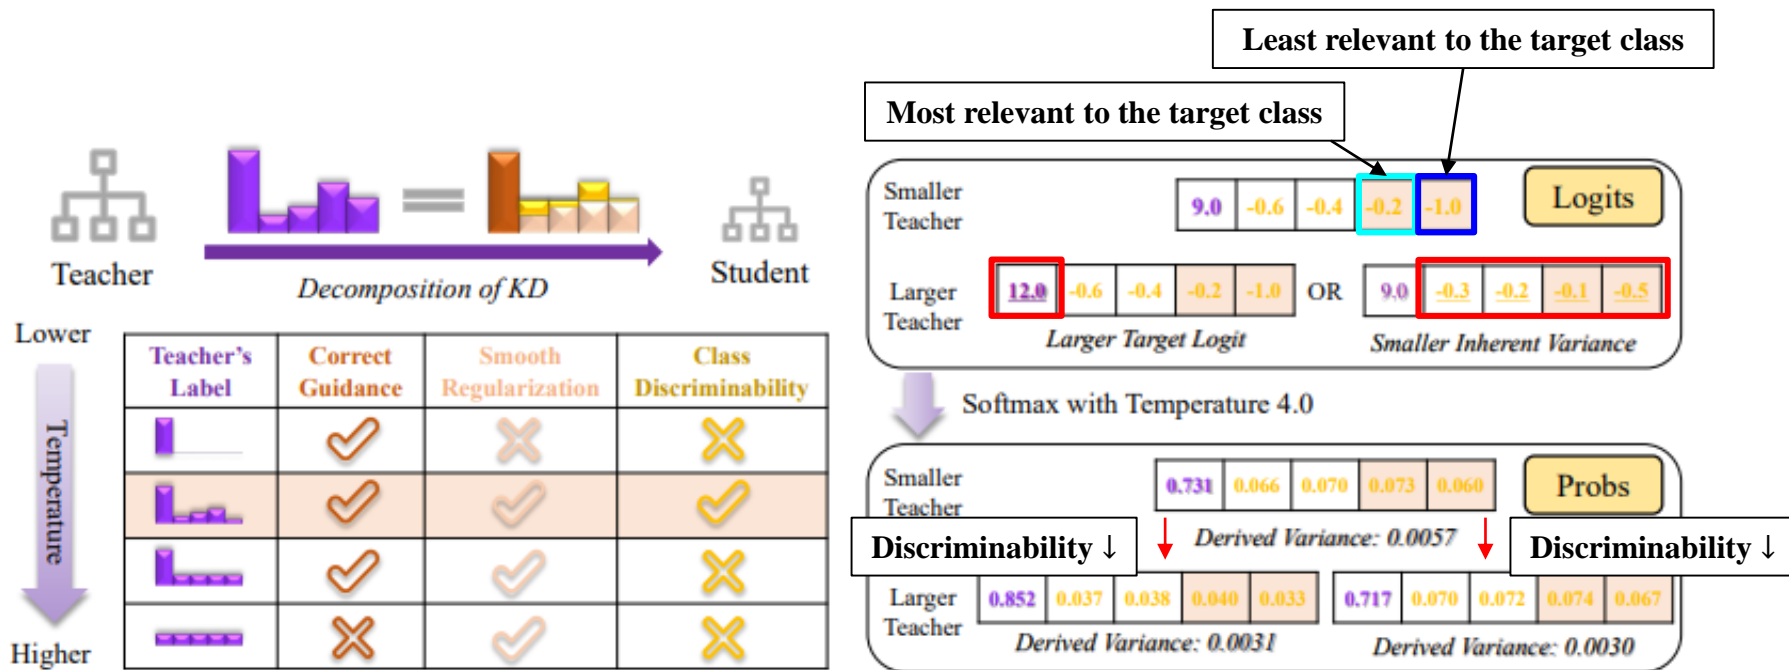 Teacher
Decomposition of KD
Student
Lower
Temperature
Higher
Teacher's Label
Correct Guidance
Smooth Regularization
Class Discriminability
Least relevant to the target class
Most relevant to the target class
Smaller Teacher
9.0 -0.6 -0.4 -0.2 -1.0
Logits
Larger Teacher
12.0 -0.6 -0.4 -0.2 -1.0
OR
9.0 -0.3 -0.2 -0.1 -0.5
Larger Target Logit
Smaller Inherent Variance
Softmax with Temperature 4.0
Smaller Teacher
0.731 0.066 0.070 0.073 0.060
Probs
Discriminability ↓
Derived Variance: 0.0057
Discriminability ↓
Larger Teacher
0.852 0.037 0.038 0.040 0.033
0.717 0.070 0.072 0.074 0.067
Derived Variance: 0.0031
Derived Variance: 0.0030